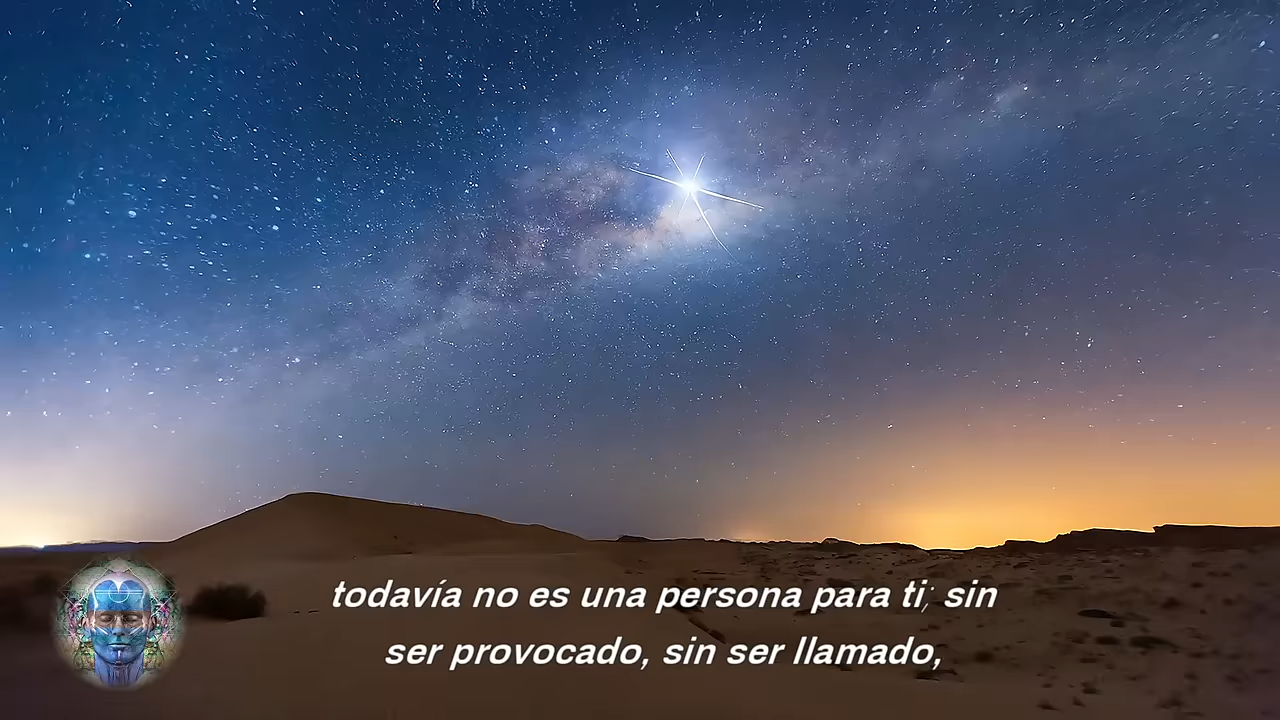 todavía no es una persona para ti; sin
ser provocado, sin ser llamado,